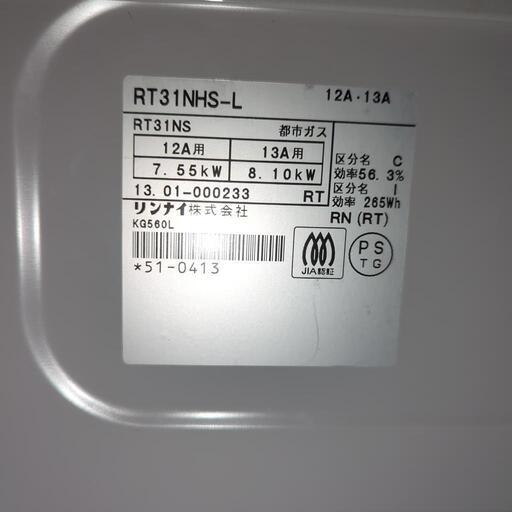 RT31NHS-L 12A・13A
RT31NS 都市ガス
12A用 13A用
7.55kW 8.10kW
区分名 C
効率56.3%
区分名 I
効率 265Wh
13.01-000233 RT
リンナイ株式会社 RN(RT)
KG560L
*51-0413
JIA認証
PS
TG